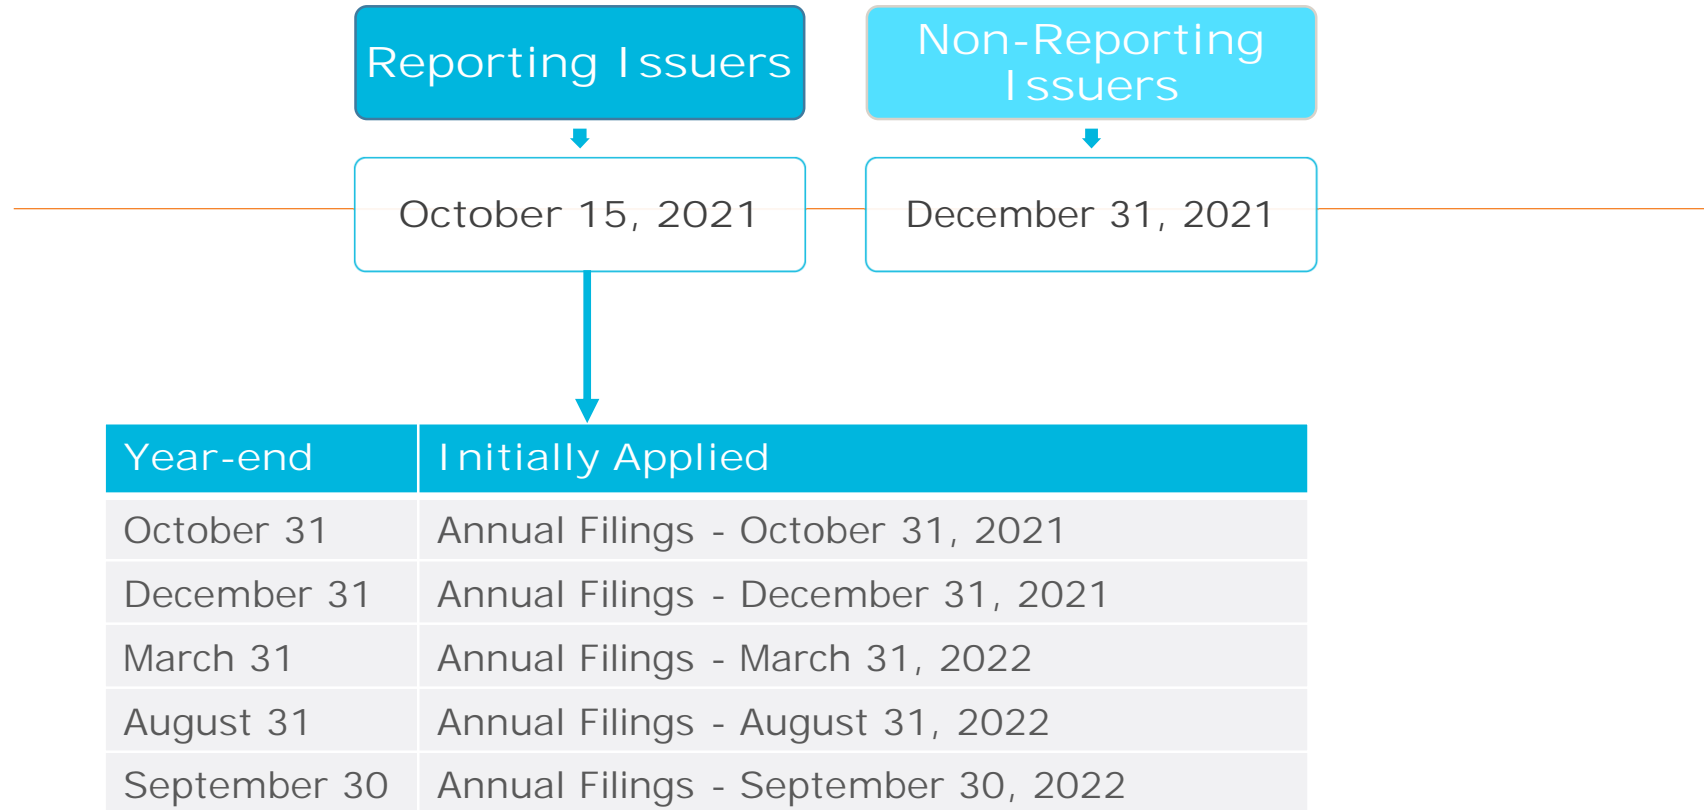 Reporting Issuers
Non-Reporting
Issuers
October 15, 2021
December 31, 2021
Year-end Initially Applied
October 31 Annual Filings - October 31, 2021
December 31 Annual Filings - December 31, 2021
March 31 Annual Filings - March 31, 2022
August 31 Annual Filings - August 31, 2022
September 30 Annual Filings - September 30, 2022